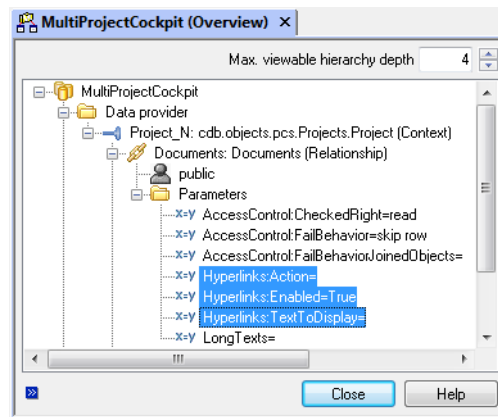 MultiProjectCockpit (Overview)
Max. viewable hierarchy depth 4
MultiProjectCockpit
Data provider
Project_N: cdb.objects.pcs.Projects.Project (Context)
Documents: Documents (Relationship)
public
Parameters
x=y AccessControl:CheckedRight=read
x=y AccessControl:FailBehavior=skip row
x=y AccessControl:FailBehaviorJoinedObjects=
x=y Hyperlinks:Action=
x=y Hyperlinks:Enabled=True
x=y Hyperlinks:TextToDisplay=
x=y LongTexts=
Close Help